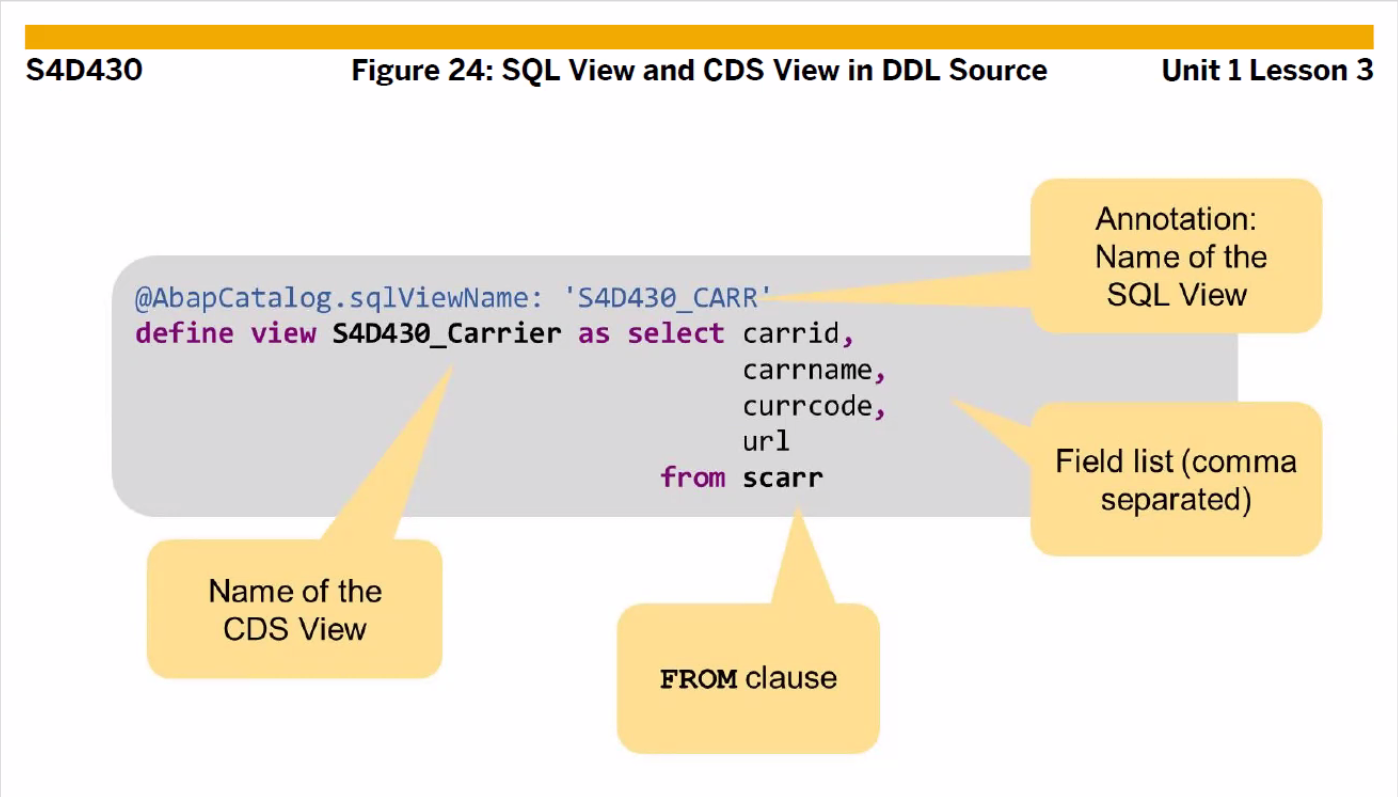 S4D430 Figure 24: SQL View and CDS View in DDL Source Unit 1 Lesson 3
Annotation:
Name of the
SQL View
@AbapCatalog.sqlViewName: 'S4D430_CARR'
define view S4D430_Carrier as select carrid,
carrname,
currcode,
url
from scarr
Field list (comma
separated)
Name of the
CDS View
FROM clause